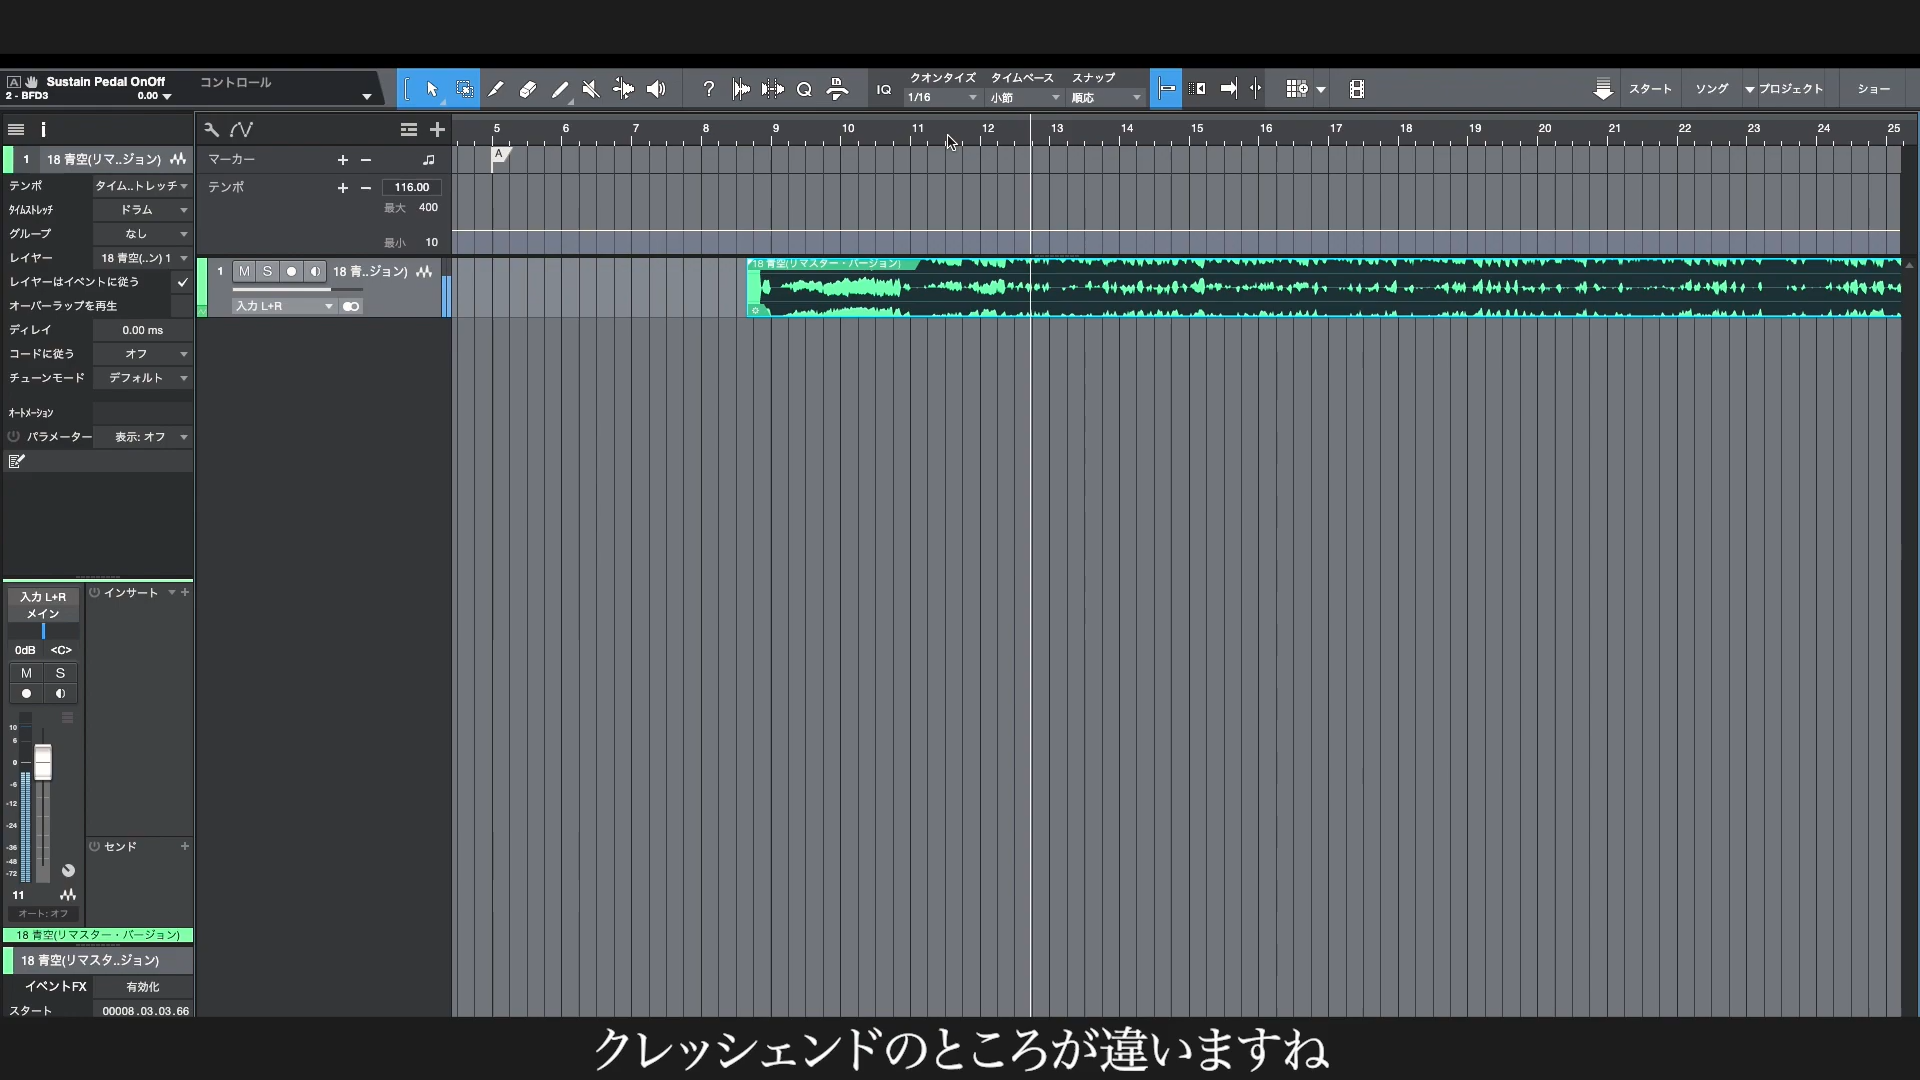 Sustain Pedal OnOff
コントロール
2 - BFD3
0.00
IQ
クオンタイズ
タイムベース
スナップ
1/16
小節
順応
スタート
ソング
プロジェクト
ショー
5 6 7 8 9 10 11 12 13 14 15 16 17 18 19 20 21 22 23 24 25
1 18 青空(リマ..ジョン)
マーカー
A
テンポ タイム..トレッチ
テンポ 116.00
最大 400
最小 10
タイムストレッチ ドラム
グループ なし
レイヤー 18 青空(..ン) 1
レイヤーはイベントに従う
オーバーラップを再生
ディレイ 0.00 ms
コードに従う オフ
チューンモード デフォルト
オートメーション
パラメーター 表示: オフ
1 M S 18 青..ジョン)
入力 L+R
18 青空(リマスター・バージョン)
入力 L+R
メイン
インサート
0dB <C>
M S
10
6
0
-6
-12
-24
-36
-48
-72
センド
11
オート: オフ
18 青空(リマスター・バージョン)
18 青空(リマスタ..ジョン)
イベントFX 有効化
スタート 00008.03.03.66
クレッシェンドのところが違いますね